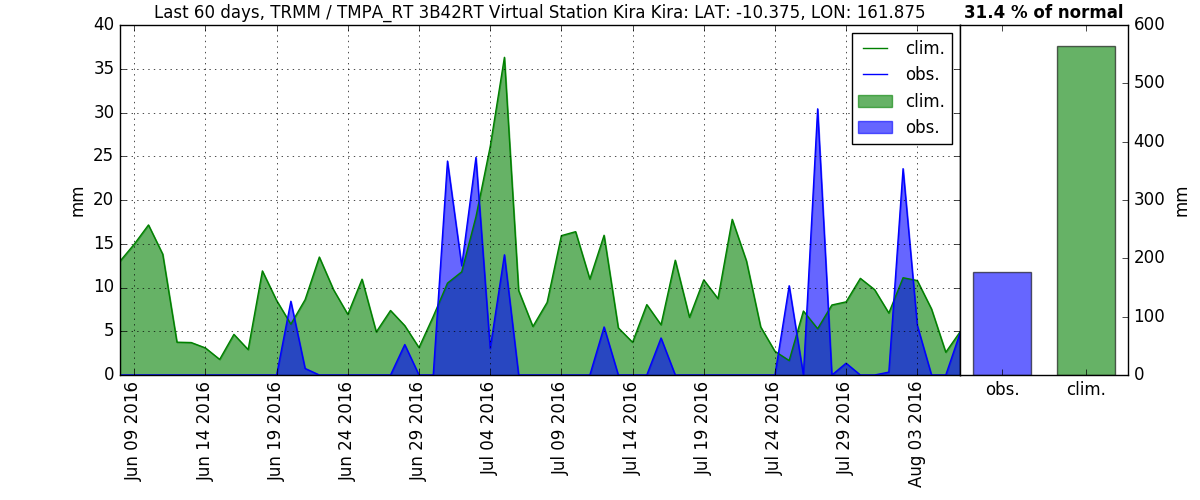 Last 60 days, TRMM / TMPA_RT 3B42RT Virtual Station Kira Kira: LAT: -10.375, LON: 161.875
31.4 % of normal
40
35
30
25
20
15
10
5
0
mm
clim.
obs.
clim.
obs.
Jun 09 2016
Jun 14 2016
Jun 19 2016
Jun 24 2016
Jun 29 2016
Jul 04 2016
Jul 09 2016
Jul 14 2016
Jul 19 2016
Jul 24 2016
Jul 29 2016
Aug 03 2016
600
500
400
300
200
100
0
mm
obs.
clim.